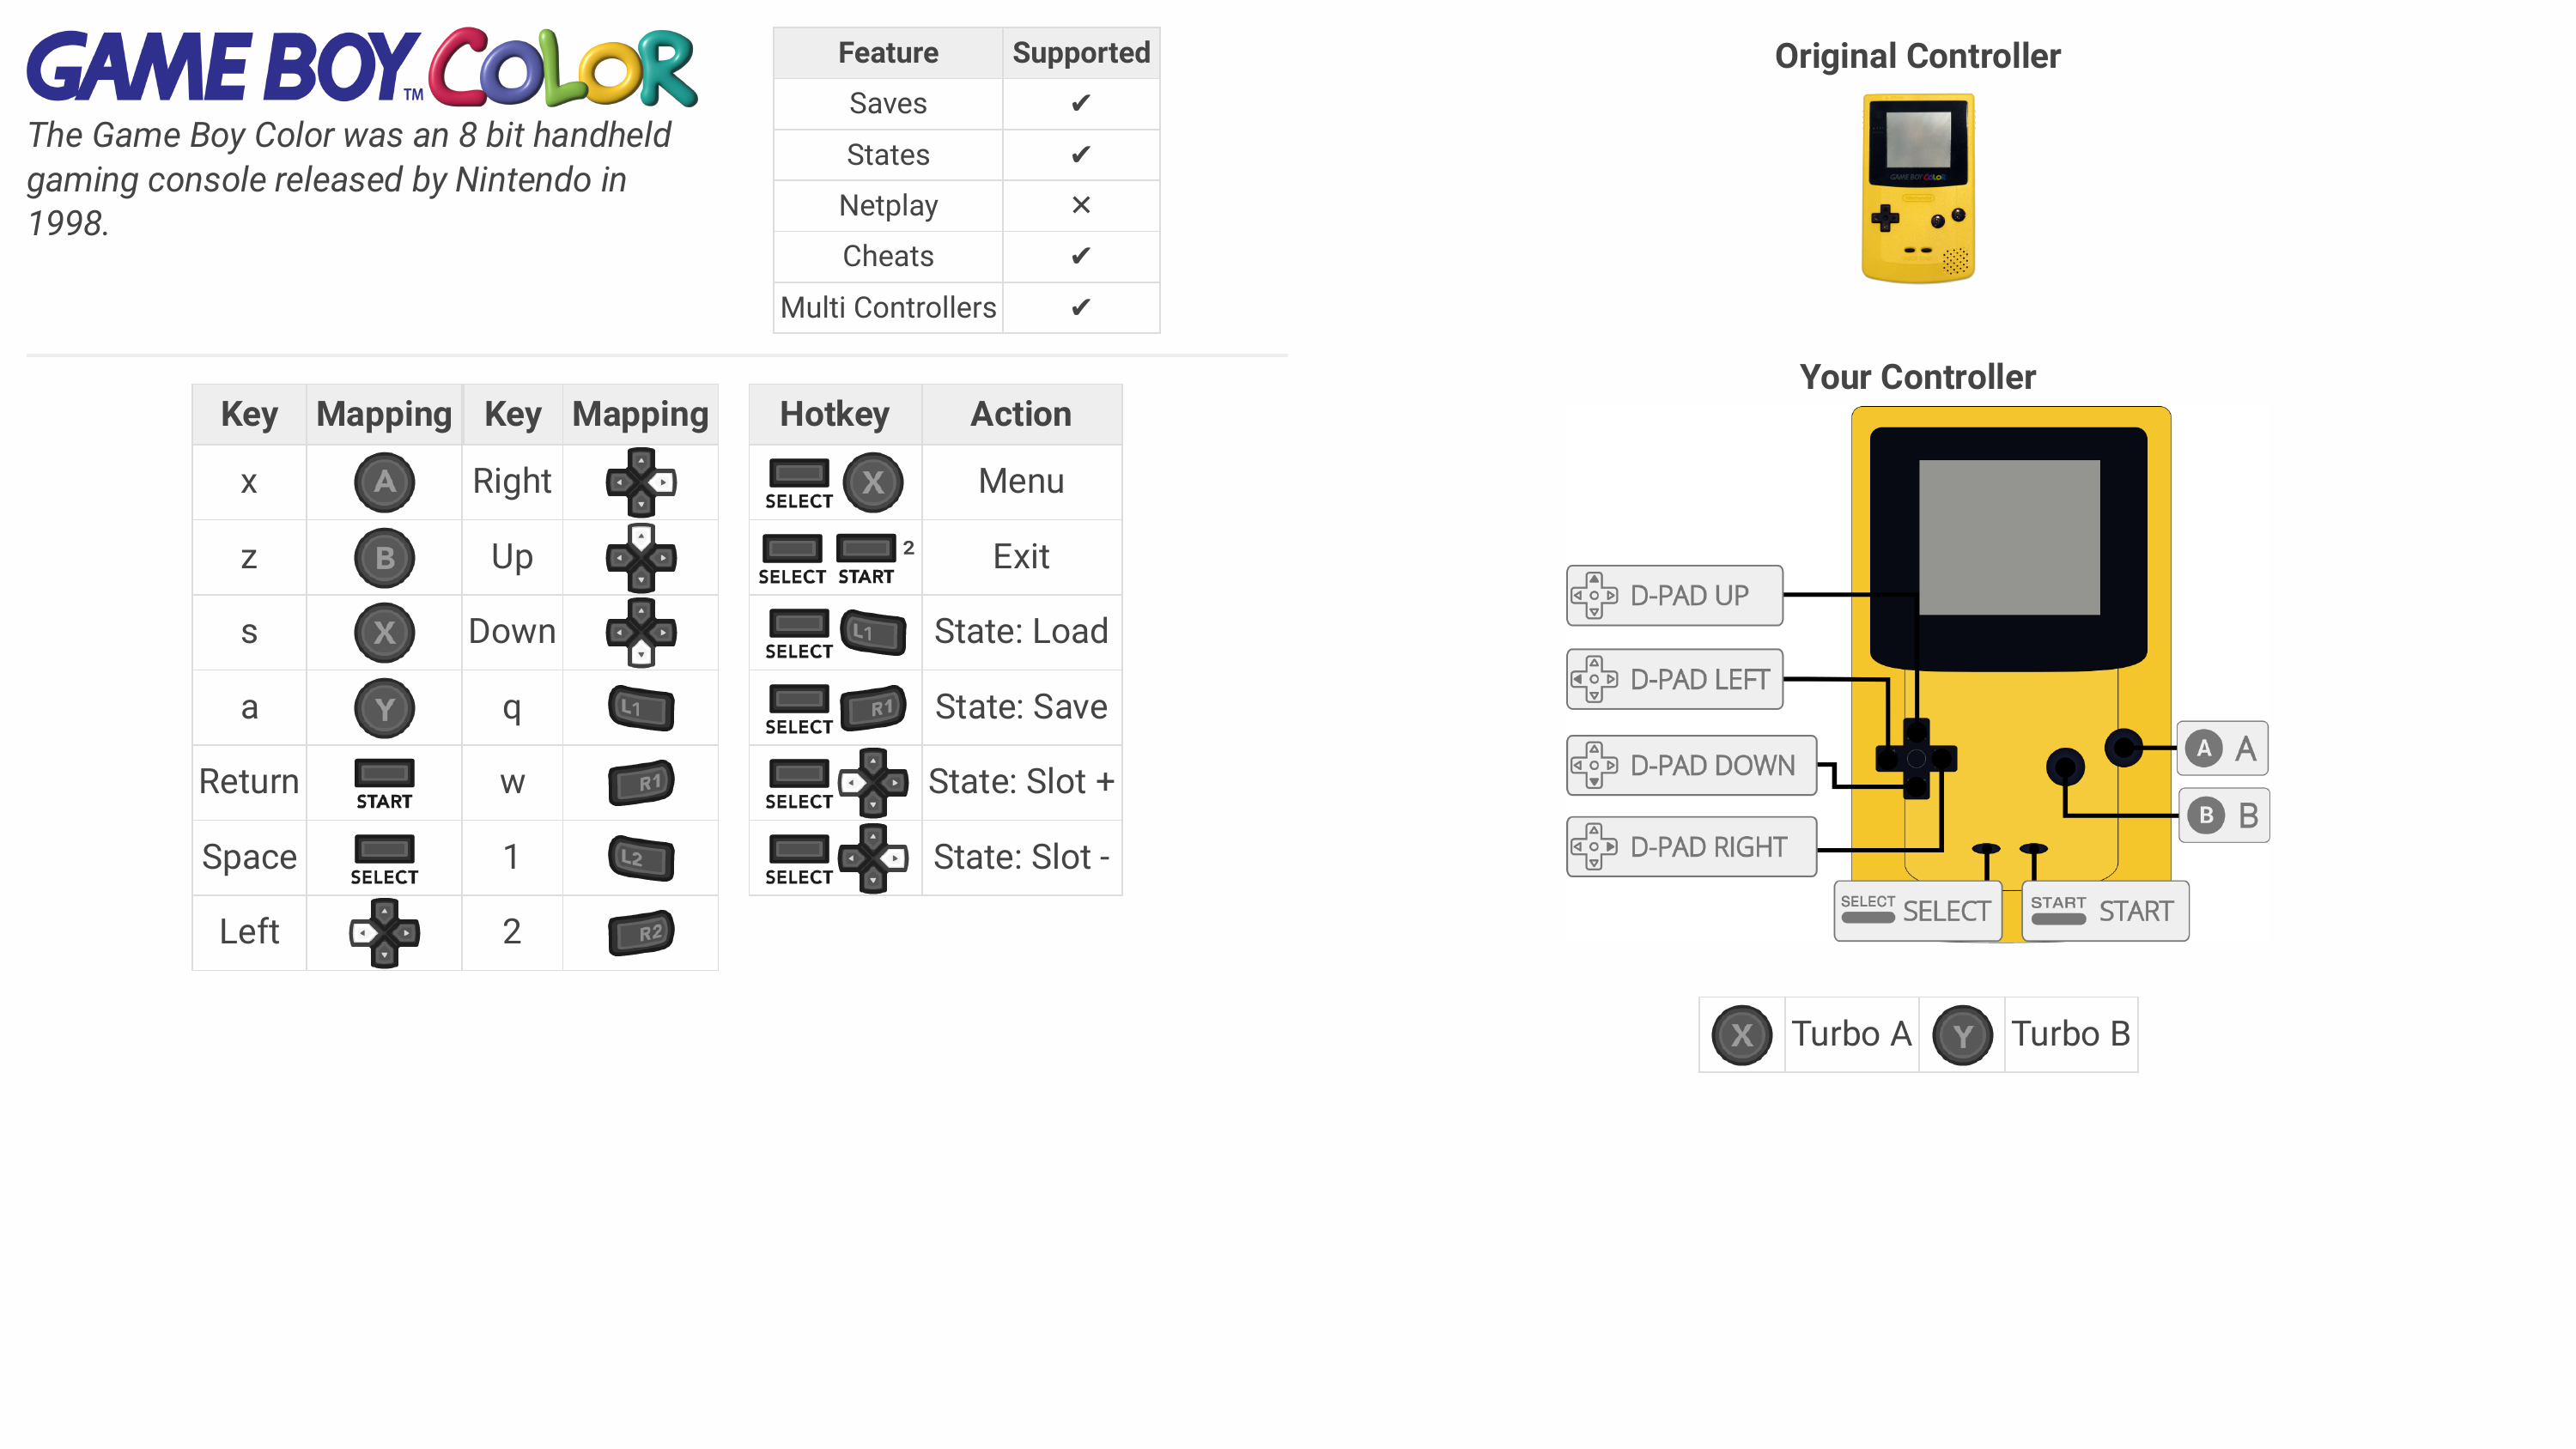 GAME BOY COLOR
TM
The Game Boy Color was an 8 bit handheld
gaming console released by Nintendo in
1998.
Feature Supported
Saves ✔
States ✔
Netplay ✕
Cheats ✔
Multi Controllers ✔
Key Mapping Key Mapping
x A Right
z B Up
s X Down
a Y q L1
Return START w R1
Space SELECT 1 L2
Left 2 R2
Hotkey Action
SELECT X Menu
SELECT START 2 Exit
SELECT L1 State: Load
SELECT R1 State: Save
SELECT State: Slot +
SELECT State: Slot -
Original Controller
GAME BOY COLOR
Your Controller
D-PAD UP
D-PAD LEFT
D-PAD DOWN
D-PAD RIGHT
A A
B B
SELECT SELECT
START START
X Turbo A Y Turbo B